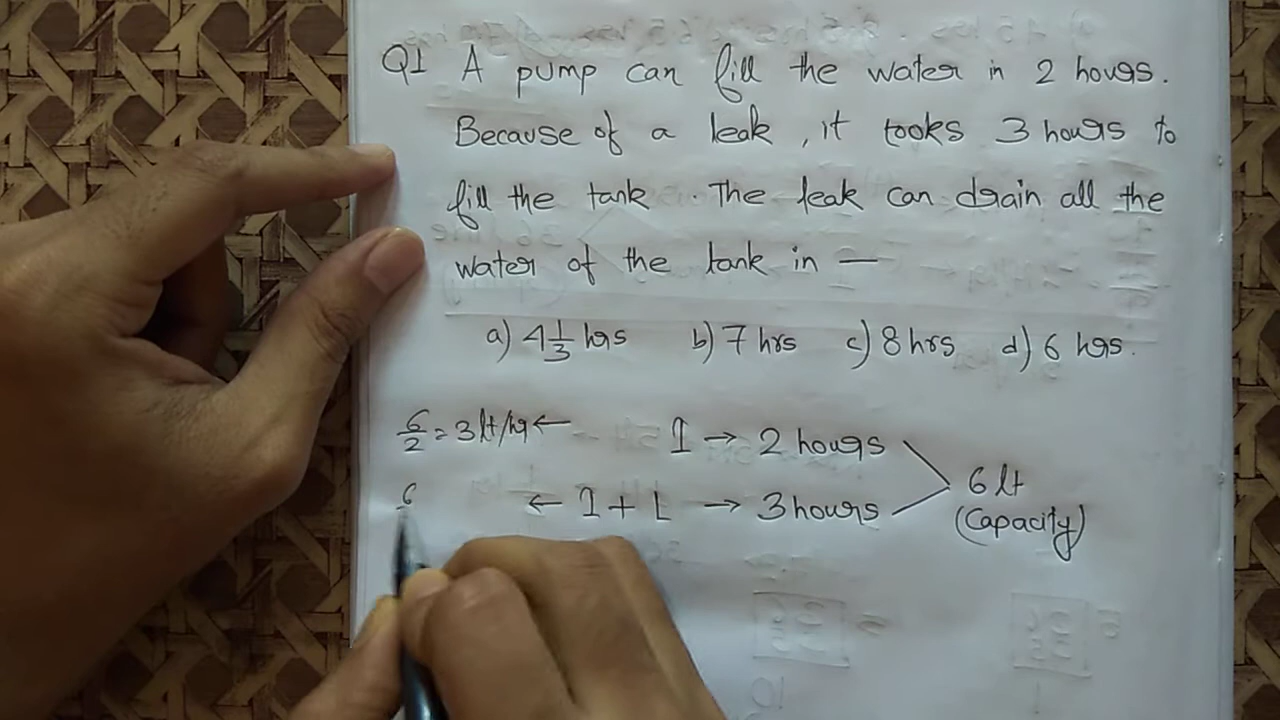 Q1 A pump can fill the water in 2 hours.
Because of a leak, it tooks 3 hours to
fill the tank. The leak can drain all the
water of the tank in —
a) 4 1/3 hrs b) 7 hrs c) 8 hrs d) 6 hrs.
6/2 = 3 lt/hr ← I → 2 hours
6 lt
6 ← I + L → 3 hours
(Capacity)